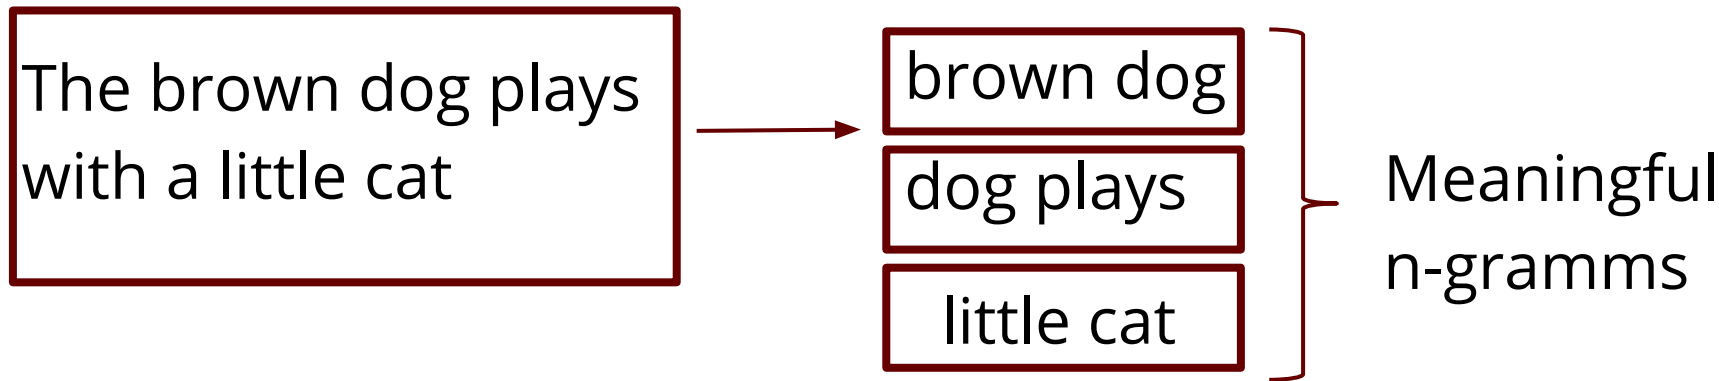 The brown dog plays
with a little cat
brown dog
dog plays
little cat
Meaningful
n-gramms